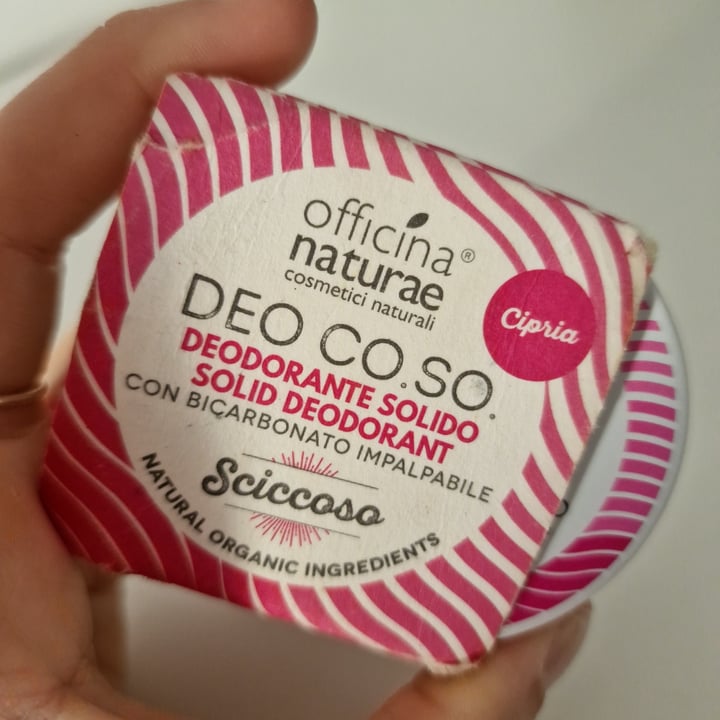 officina
naturae®
cosmetici naturali
DEO CO.SO.
DEODORANTE SOLIDO
SOLID DEODORANT
CON BICARBONATO IMPALPABILE
Sciccoso
NATURAL ORGANIC INGREDIENTS
Cipria